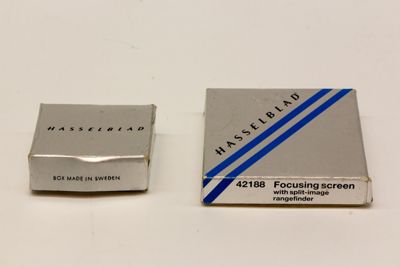 HASSELBLAD
BOX MADE IN SWEDEN
HASSELBLAD
42188 Focusing screen
with split-image
rangefinder